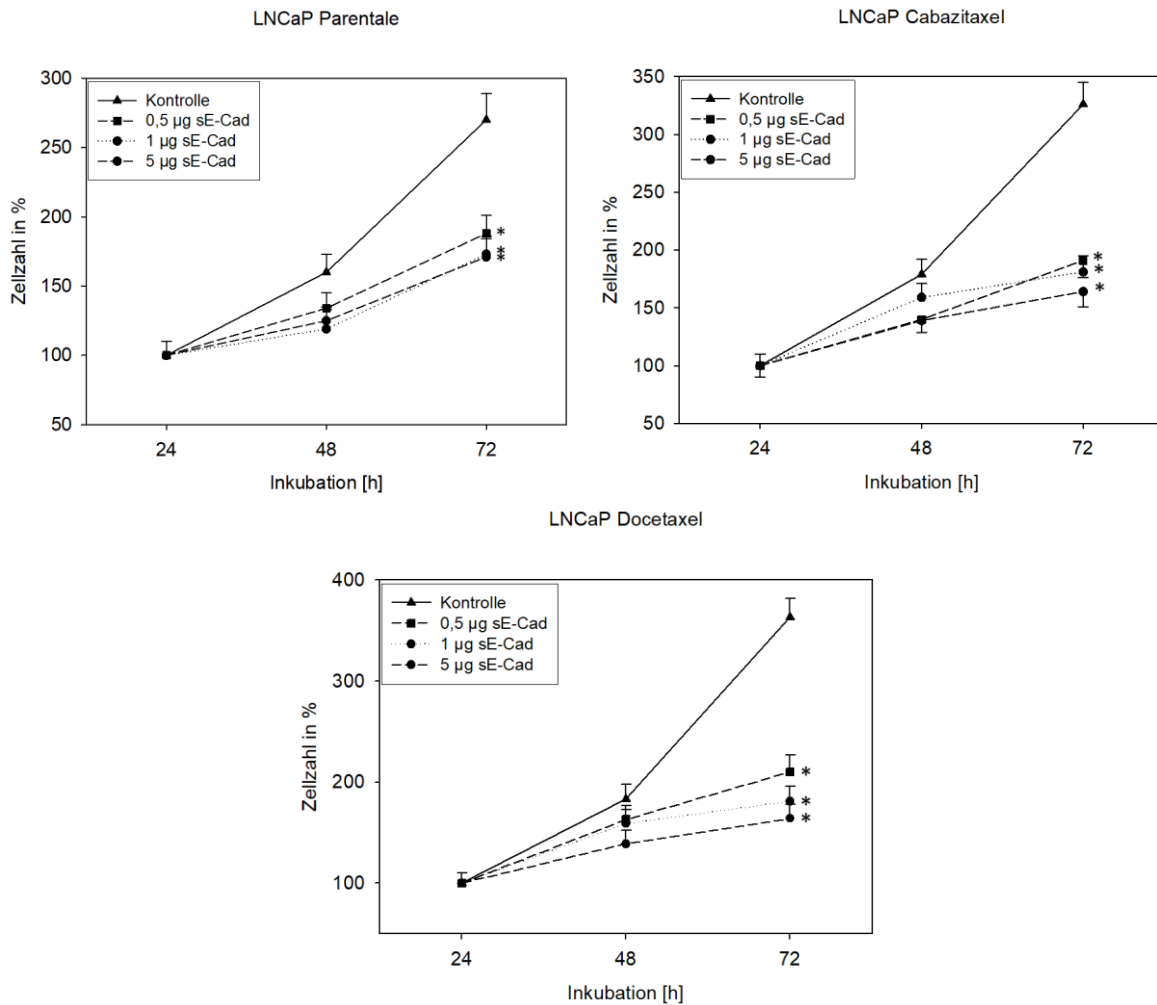 LNCaP Parentale
300
250
200
150
100
50
Zellzahl in %
Kontrolle
0,5 µg sE-Cad
1 µg sE-Cad
5 µg sE-Cad
*
*
*
24 48 72
Inkubation [h]
LNCaP Cabazitaxel
350
300
250
200
150
100
50
Zellzahl in %
Kontrolle
0,5 µg sE-Cad
1 µg sE-Cad
5 µg sE-Cad
*
*
*
24 48 72
Inkubation [h]
LNCaP Docetaxel
400
300
200
100
Zellzahl in %
Kontrolle
0,5 µg sE-Cad
1 µg sE-Cad
5 µg sE-Cad
*
*
*
24 48 72
Inkubation [h]